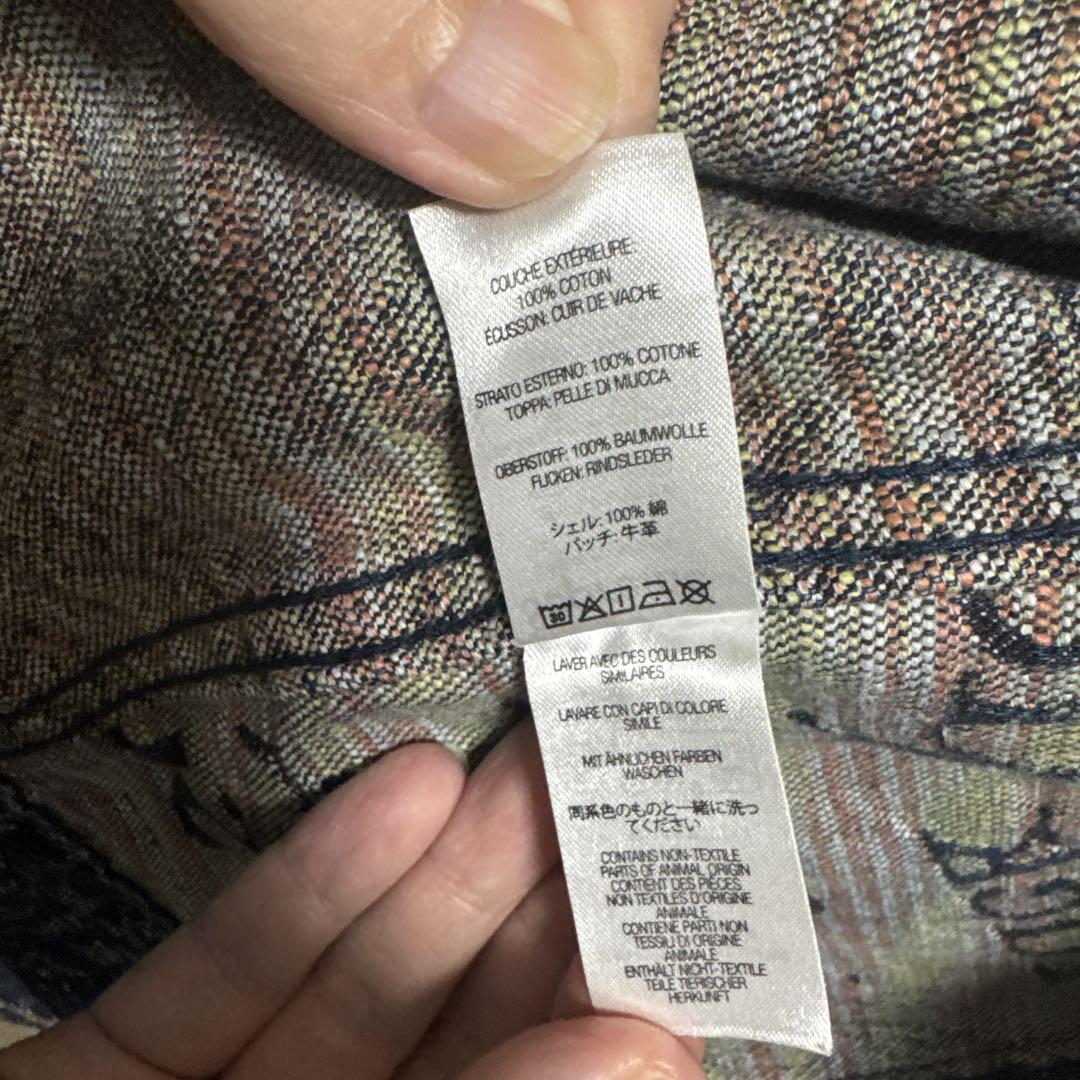 COUCHE EXTÉRIEURE:
100% COTON
ÉCUSSON: CUIR DE VACHE
STRATO ESTERNO: 100% COTONE
TOPPA: PELLE DI MUCCA
OBERSTOFF: 100% BAUMWOLLE
FLICKEN: RINDSLEDER
シェル: 100% 綿
パッチ: 牛革
30
LAVER AVEC DES COULEURS
SIMILAIRES
LAVARE CON CAPI DI COLORE
SIMILE
MIT ÄHNLICHEN FARBEN
WASCHEN
同系色のものと一緒に洗っ
てください
CONTAINS NON-TEXTILE
PARTS OF ANIMAL ORIGIN
CONTIENT DES PIÈCES
NON TEXTILES D'ORIGINE
ANIMALE
CONTIENE PARTI NON
TESSILI DI ORIGINE
ANIMALE
ENTHÄLT NICHT-TEXTILE
TEILE TIERISCHER
HERKUNFT